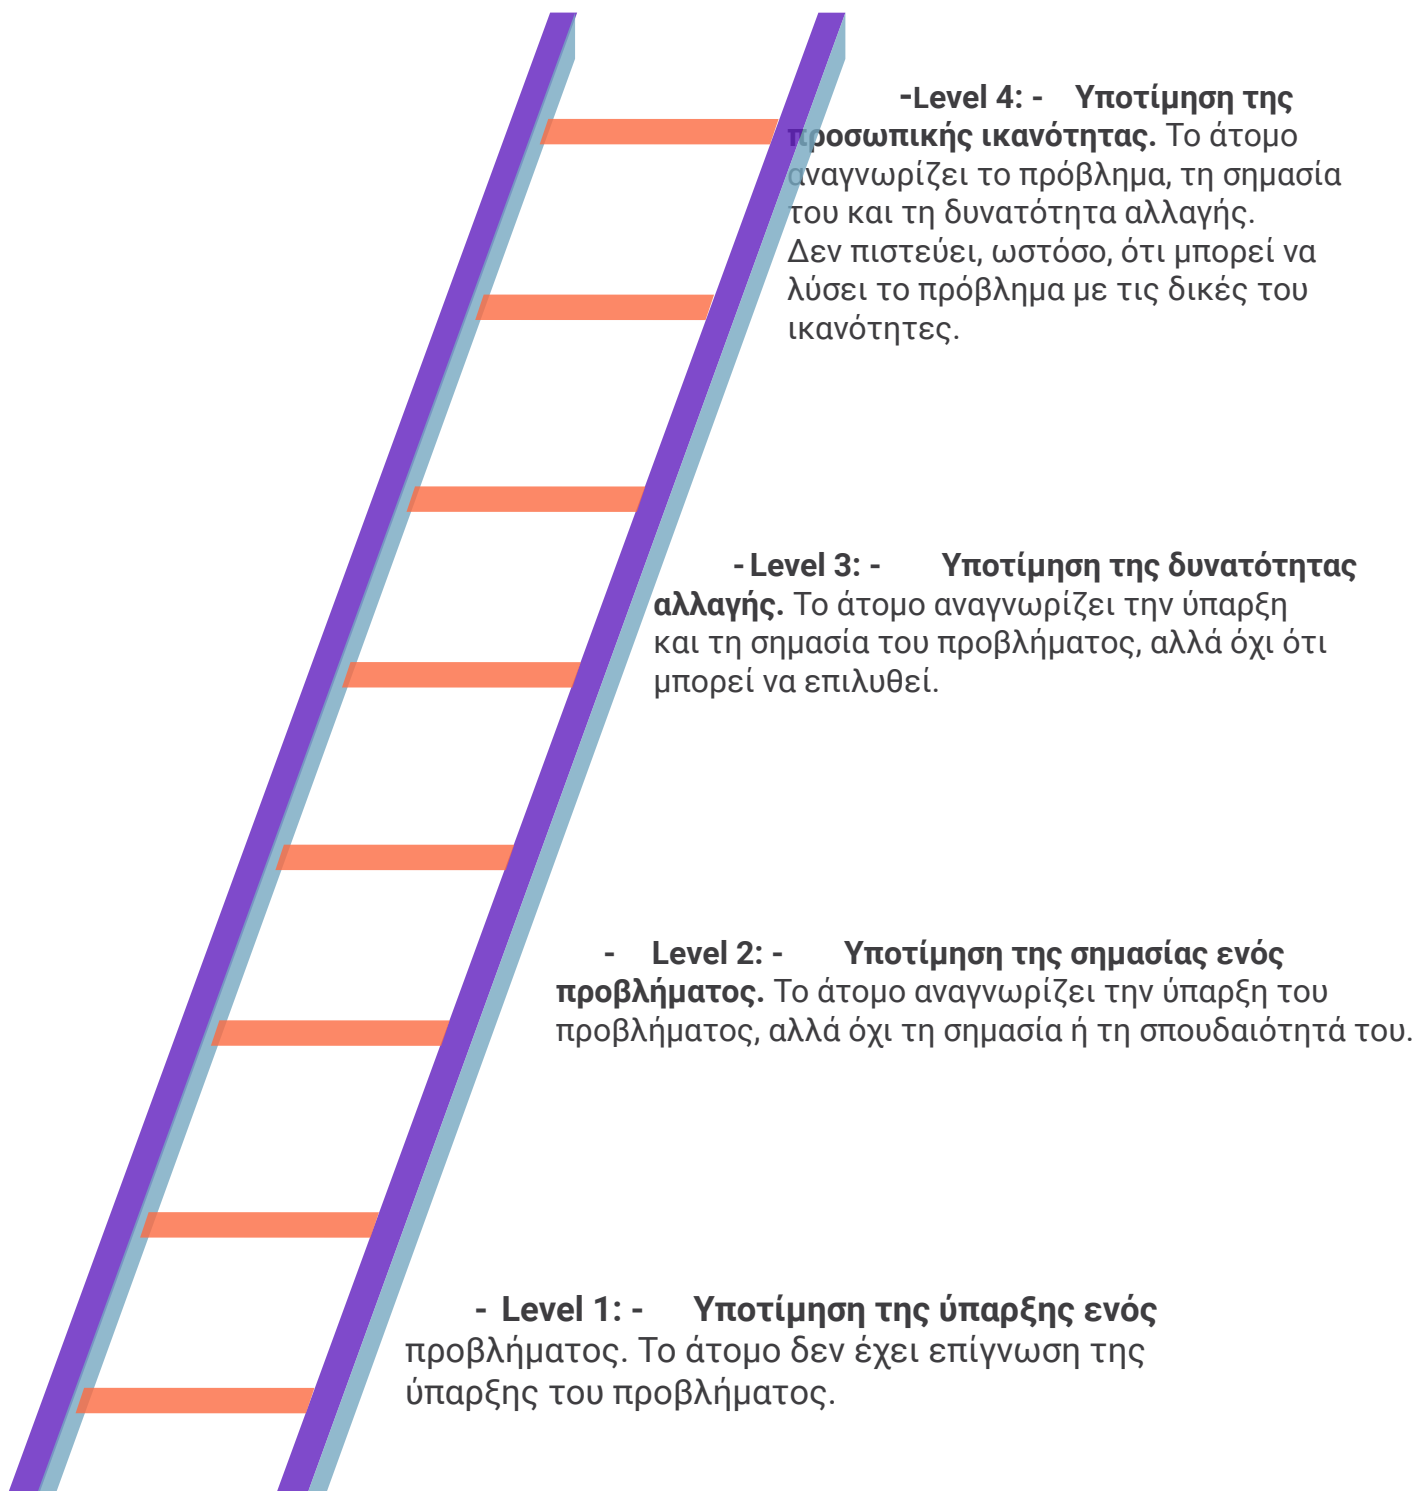 -Level 4: - Υποτίμηση της
προσωπικής ικανότητας. Το άτομο
αναγνωρίζει το πρόβλημα, τη σημασία
του και τη δυνατότητα αλλαγής.
Δεν πιστεύει, ωστόσο, ότι μπορεί να
λύσει το πρόβλημα με τις δικές του
ικανότητες.
- Level 3: - Υποτίμηση της δυνατότητας
αλλαγής. Το άτομο αναγνωρίζει την ύπαρξη
και τη σημασία του προβλήματος, αλλά όχι ότι
μπορεί να επιλυθεί.
- Level 2: - Υποτίμηση της σημασίας ενός
προβλήματος. Το άτομο αναγνωρίζει την ύπαρξη του
προβλήματος, αλλά όχι τη σημασία ή τη σπουδαιότητά του.
- Level 1: - Υποτίμηση της ύπαρξης ενός
προβλήματος. Το άτομο δεν έχει επίγνωση της
ύπαρξης του προβλήματος.